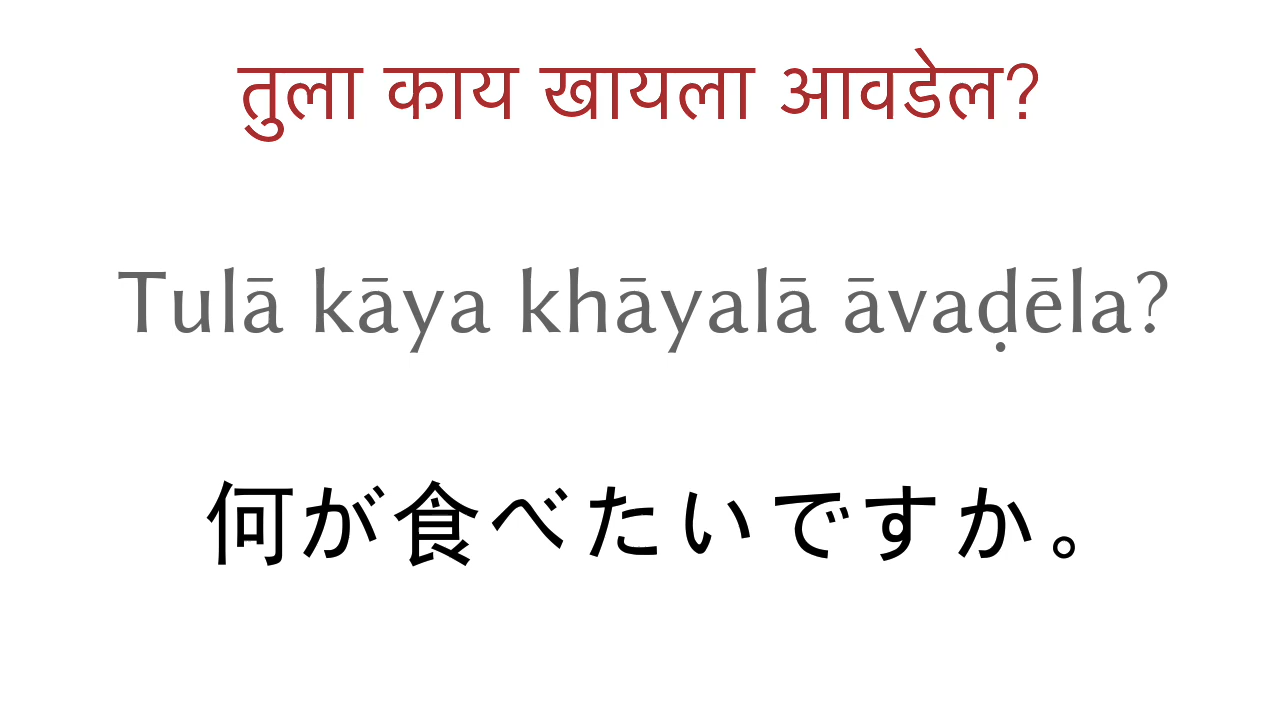 तुला काय खायला आवडेल?
Tulā kāya khāyalā āvaḍēla?
何が食べたいですか。